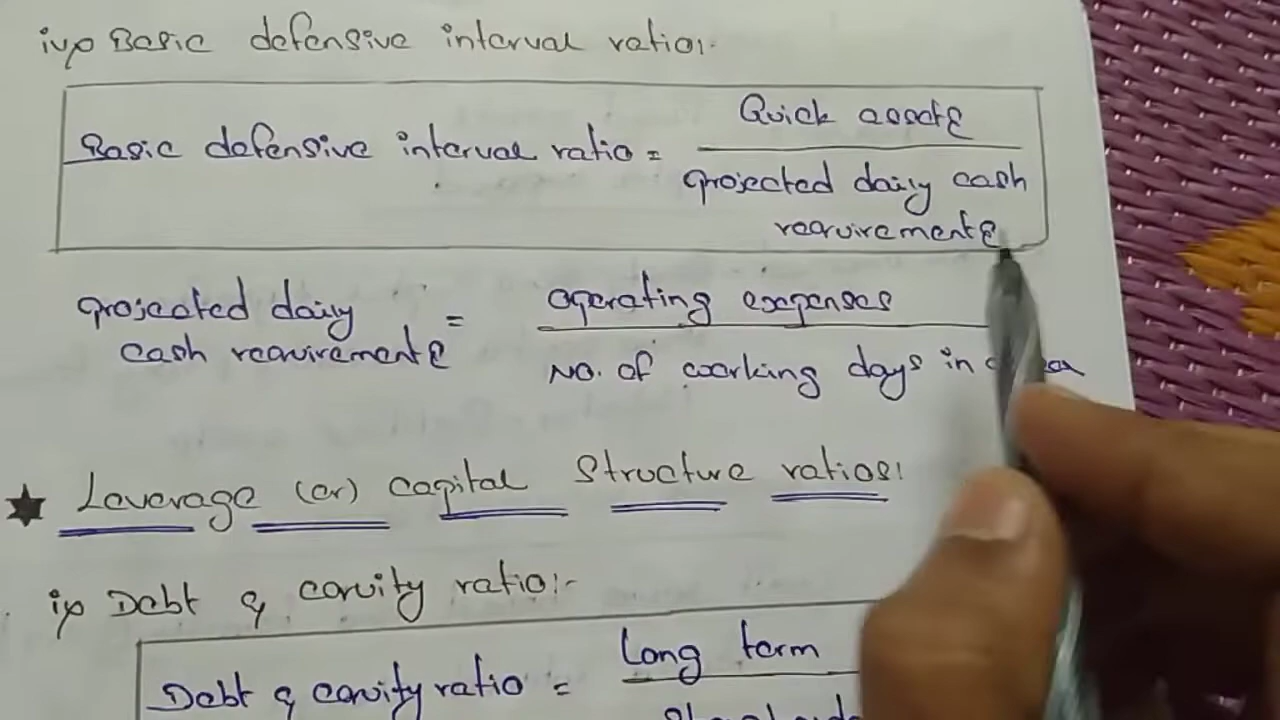 iv) Basic defensive interval ratio:-
Quick assets
Basic defensive interval ratio =
projected daily cash
requirements
projected daily
cash requirements
=
operating expenses
No. of working days in a
Leverage (or) capital structure ratios:
i) Debt & equity ratio:-
Long term
Debt & equity ratio =